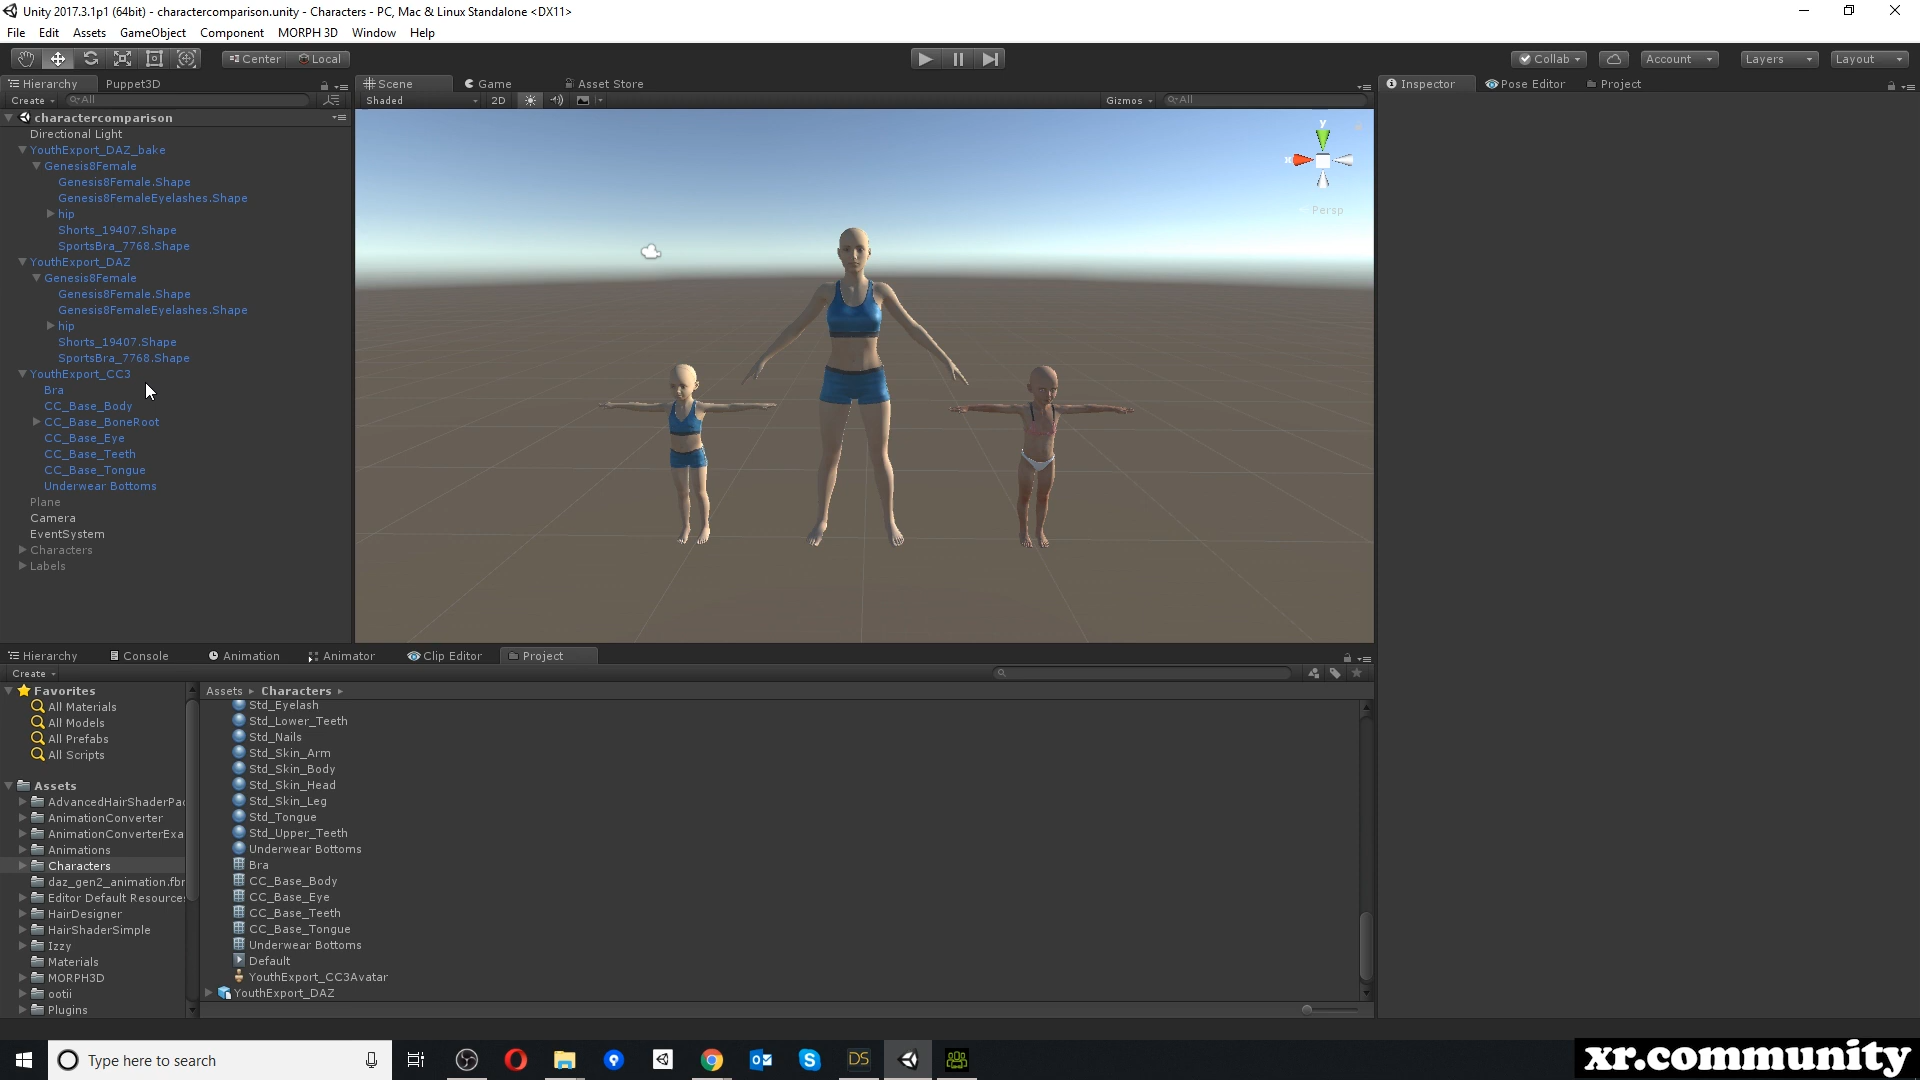 Unity 2017.3.1p1 (64bit) - charactercomparison.unity - Characters - PC, Mac & Linux Standalone <DX11>
File Edit Assets GameObject Component MORPH 3D Window Help
Center Local Collab Account Layers Layout
Hierarchy Puppet3D Scene Game Asset Store Inspector Pose Editor Project
Create All Shaded 2D Gizmos All
charactercomparison
Directional Light
YouthExport_DAZ_bake
Genesis8Female
Genesis8Female.Shape
Genesis8FemaleEyelashes.Shape
hip
Shorts_19407.Shape
SportsBra_7768.Shape
YouthExport_DAZ
Genesis8Female
Genesis8Female.Shape
Genesis8FemaleEyelashes.Shape
hip
Shorts_19407.Shape
SportsBra_7768.Shape
YouthExport_CC3
Bra
CC_Base_Body
CC_Base_BoneRoot
CC_Base_Eye
CC_Base_Teeth
CC_Base_Tongue
Underwear Bottoms
Plane
Camera
EventSystem
Characters
Labels
y
x
Persp
Hierarchy Console Animation Animator Clip Editor Project
Create
Favorites
All Materials
All Models
All Prefabs
All Scripts
Assets
AdvancedHairShaderPac
AnimationConverter
AnimationConverterExa
Animations
Characters
daz_gen2_animation.fbr
Editor Default Resources
HairDesigner
HairShaderSimple
Izzy
Materials
MORPH3D
ootii
Plugins
Assets ▸ Characters ▸
Std_Eyelash
Std_Lower_Teeth
Std_Nails
Std_Skin_Arm
Std_Skin_Body
Std_Skin_Head
Std_Skin_Leg
Std_Tongue
Std_Upper_Teeth
Underwear Bottoms
Bra
CC_Base_Body
CC_Base_Eye
CC_Base_Teeth
CC_Base_Tongue
Underwear Bottoms
Default
YouthExport_CC3Avatar
YouthExport_DAZ
Type here to search
DS
xr.community